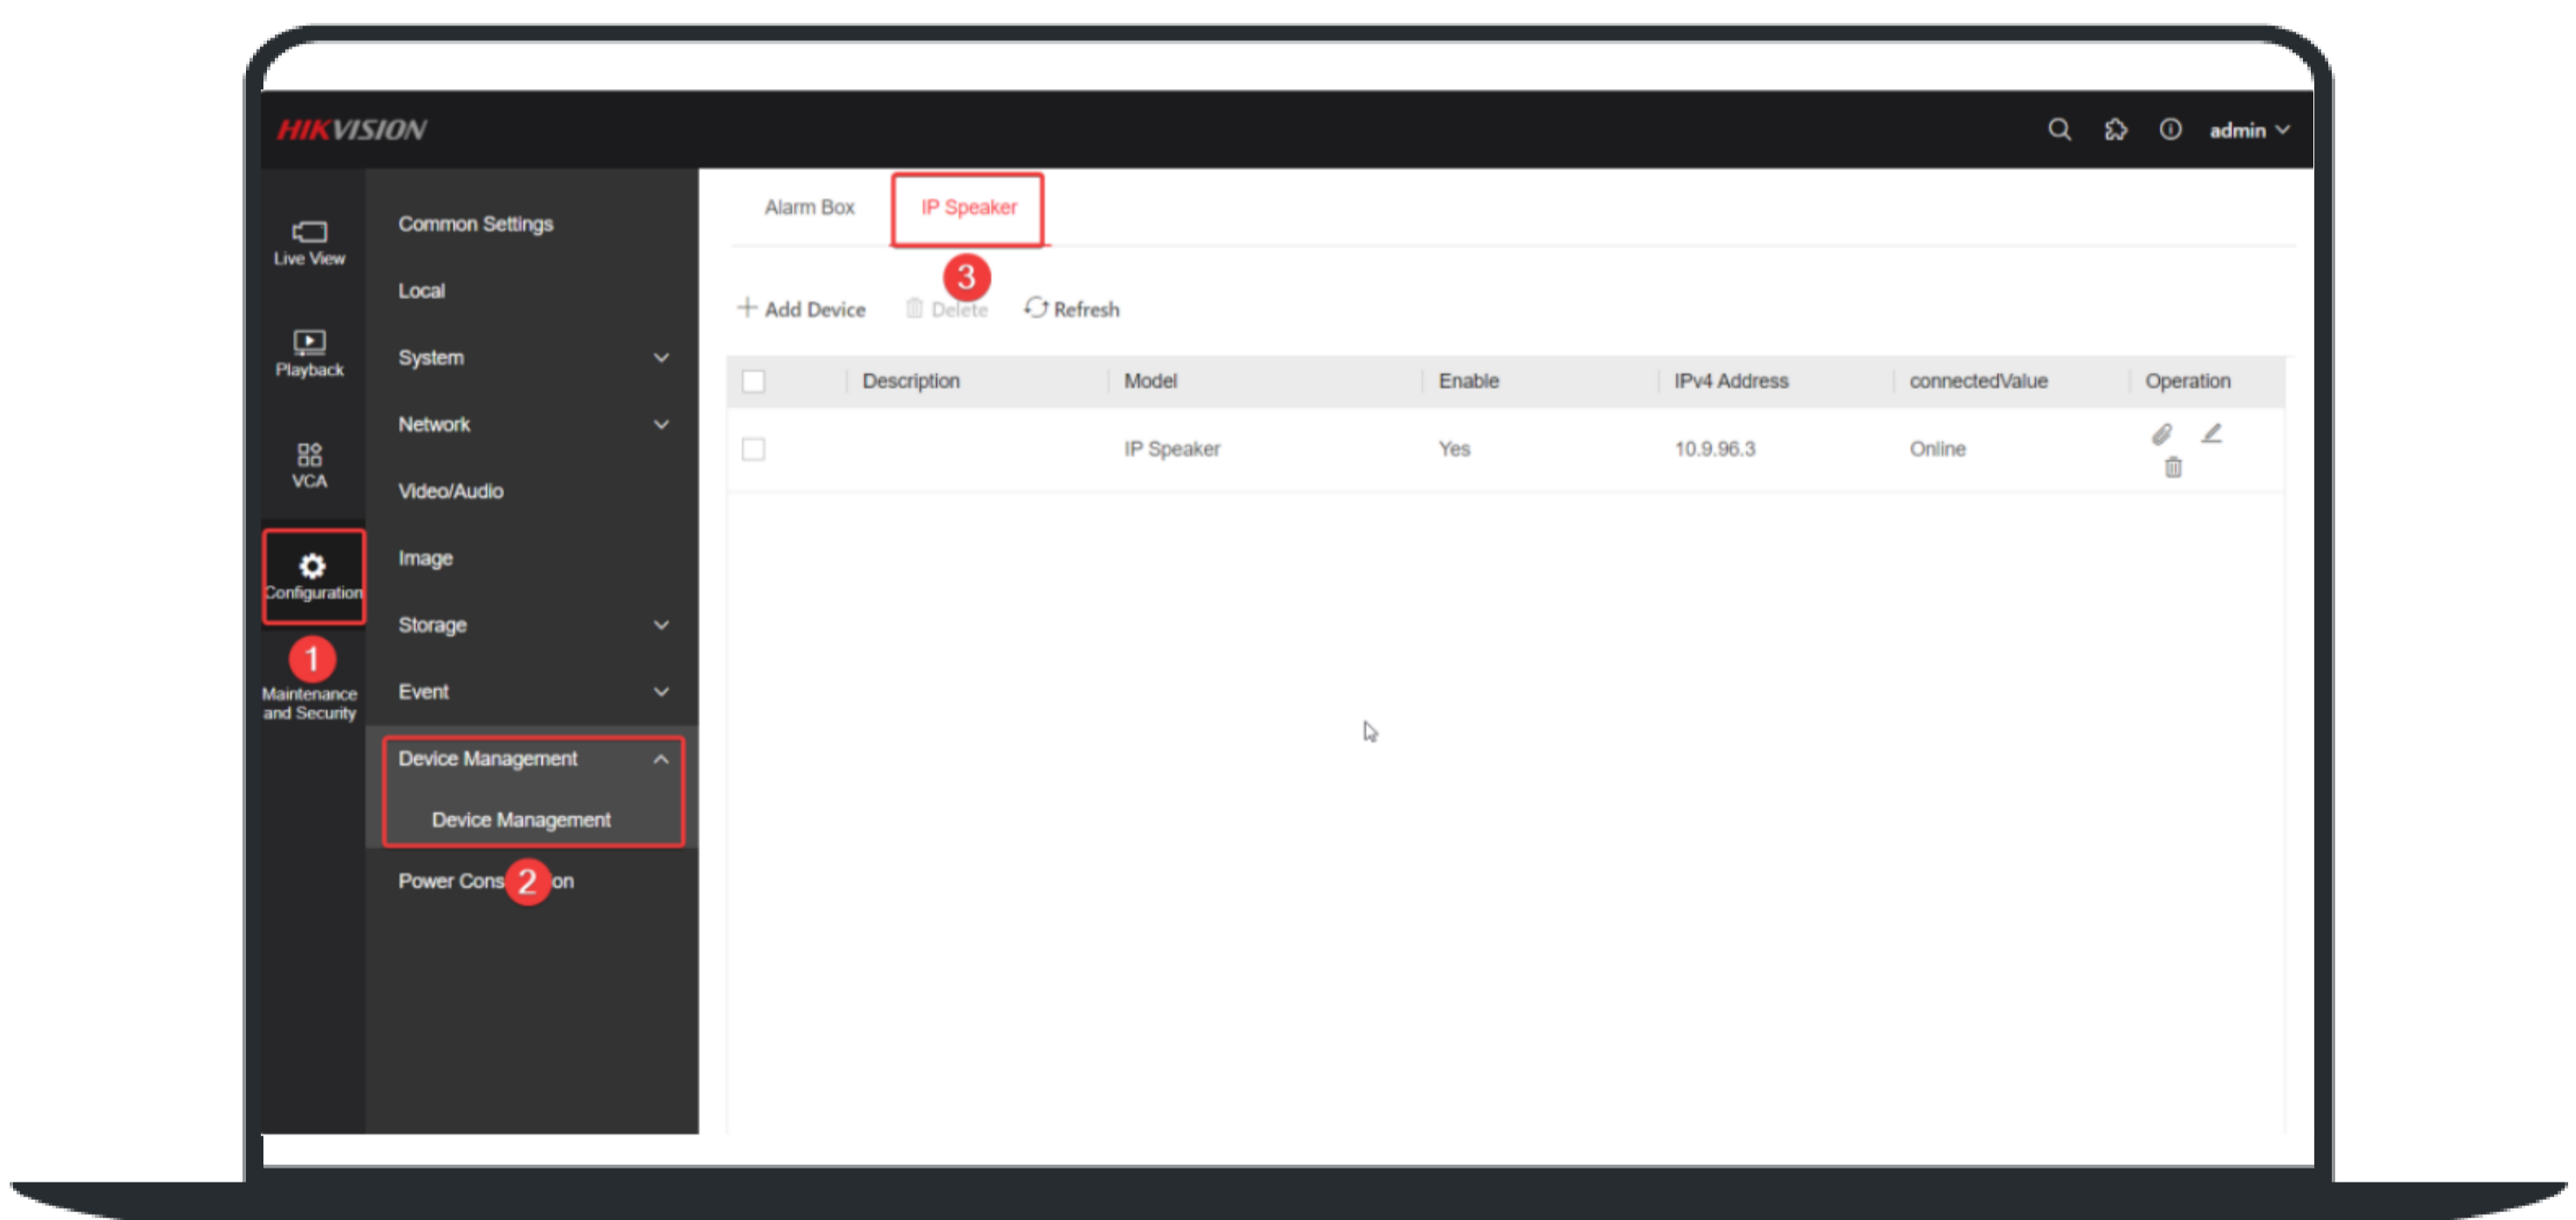 HIKVISION
admin
Live View
Playback
VCA
Configuration
1
Maintenance
and Security
Common Settings
Local
System
Network
Video/Audio
Image
Storage
Event
Device Management
Device Management
Power Cons 2 on
Alarm Box IP Speaker
3
Add Device Delete Refresh
Description Model Enable IPv4 Address connectedValue Operation
IP Speaker Yes 10.9.96.3 Online